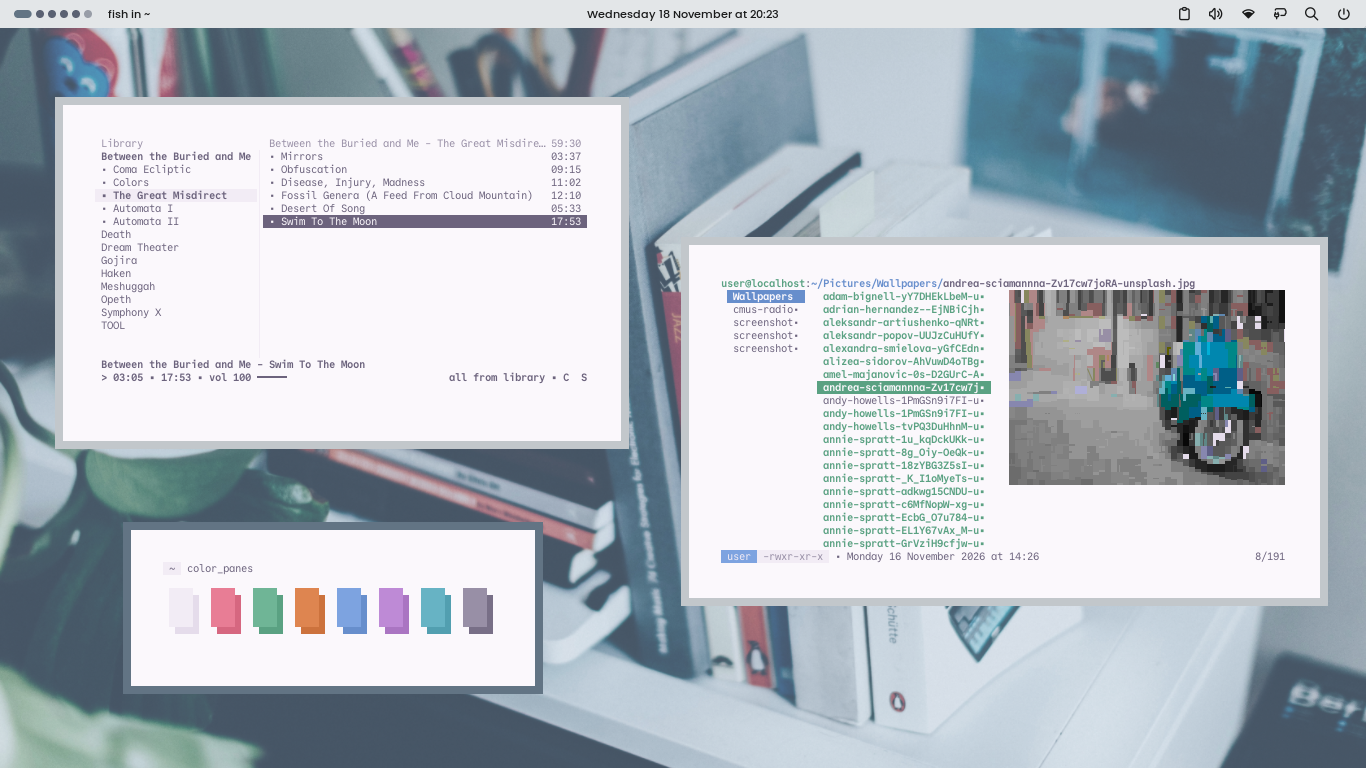 fish in ~
Wednesday 18 November at 20:23
Library
Between the Buried and Me
• Coma Ecliptic
• Colors
• The Great Misdirect
• Automata I
• Automata II
Death
Dream Theater
Gojira
Haken
Meshuggah
Opeth
Symphony X
TOOL
Between the Buried and Me - The Great Misdire… 59:30
• Mirrors 03:37
• Obfuscation 09:15
• Disease, Injury, Madness 11:02
• Fossil Genera (A Feed From Cloud Mountain) 12:10
• Desert Of Song 05:33
• Swim To The Moon 17:53
Between the Buried and Me - Swim To The Moon
> 03:05 • 17:53 • vol 100
all from library • C S
user@localhost:~/Pictures/Wallpapers/andrea-sciamannna-Zv17cw7joRA-unsplash.jpg
Wallpapers
cmus-radio•
screenshot•
screenshot•
screenshot•
adam-bignell-yY7DHEkLbeM-u•
adrian-hernandez--EjNBiCjh•
aleksandr-artiushenko-qNRt•
aleksandr-popov-UUJzCuHUfY•
alexandra-smielova-yGfCEdn•
alizea-sidorov-AhVuwD4oTBg•
amel-majanovic-0s-D2GUrC-A•
andrea-sciamannna-Zv17cw7j•
andy-howells-1PmGSn9i7FI-u•
andy-howells-1PmGSn9i7FI-u•
andy-howells-tvPQ3DuHhnM-u•
annie-spratt-1u_kqDckUKk-u•
annie-spratt-8g_Oiy-OeQk-u•
annie-spratt-18zYBG3Z5sI-u•
annie-spratt-_K_I1oMyeTs-u•
annie-spratt-adkwg15CNDU-u•
annie-spratt-c6MfNopW-xg-u•
annie-spratt-EcbG_O7u784-u•
annie-spratt-EL1Y67vAx_M-u•
annie-spratt-GrVziH9cfjw-u•
user -rwxr-xr-x • Monday 16 November 2026 at 14:26
8/191
~ color_panes
JAZZ